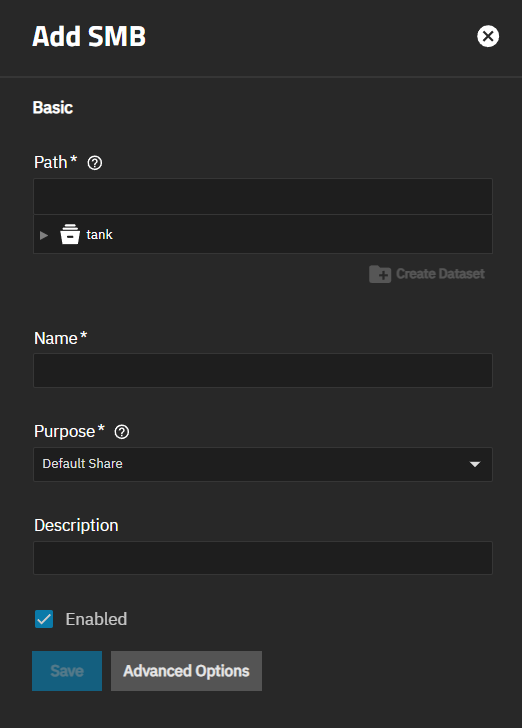 Add SMB
Basic
Path*
tank
Create Dataset
Name*
Purpose*
Default Share
Description
Enabled
Save
Advanced Options